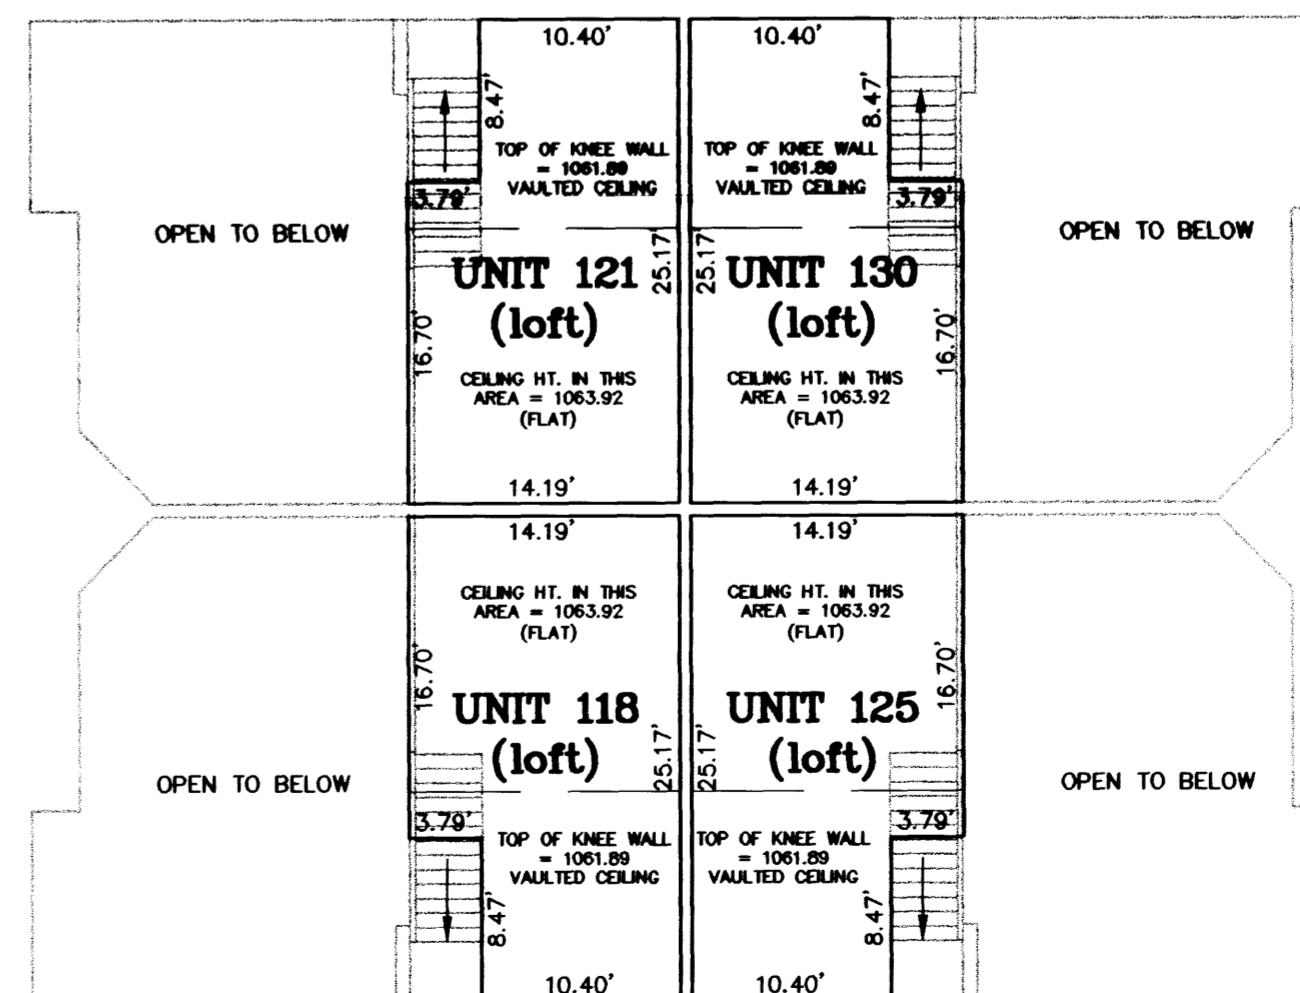 10.40'
10.40'
8.47'
8.47'
TOP OF KNEE WALL
= 1061.89
VAULTED CEILING
TOP OF KNEE WALL
= 1061.89
VAULTED CEILING
3.79'
3.79'
OPEN TO BELOW
OPEN TO BELOW
25.17'
25.17'
UNIT 121
(loft)
UNIT 130
(loft)
16.70'
16.70'
CEILING HT. IN THIS
AREA = 1063.92
(FLAT)
CEILING HT. IN THIS
AREA = 1063.92
(FLAT)
14.19'
14.19'
14.19'
14.19'
CEILING HT. IN THIS
AREA = 1063.92
(FLAT)
CEILING HT. IN THIS
AREA = 1063.92
(FLAT)
16.70'
16.70'
UNIT 118
(loft)
UNIT 125
(loft)
25.17'
25.17'
OPEN TO BELOW
OPEN TO BELOW
3.79'
3.79'
TOP OF KNEE WALL
= 1061.89
VAULTED CEILING
TOP OF KNEE WALL
= 1061.89
VAULTED CEILING
8.47'
8.47'
10.40'
10.40'